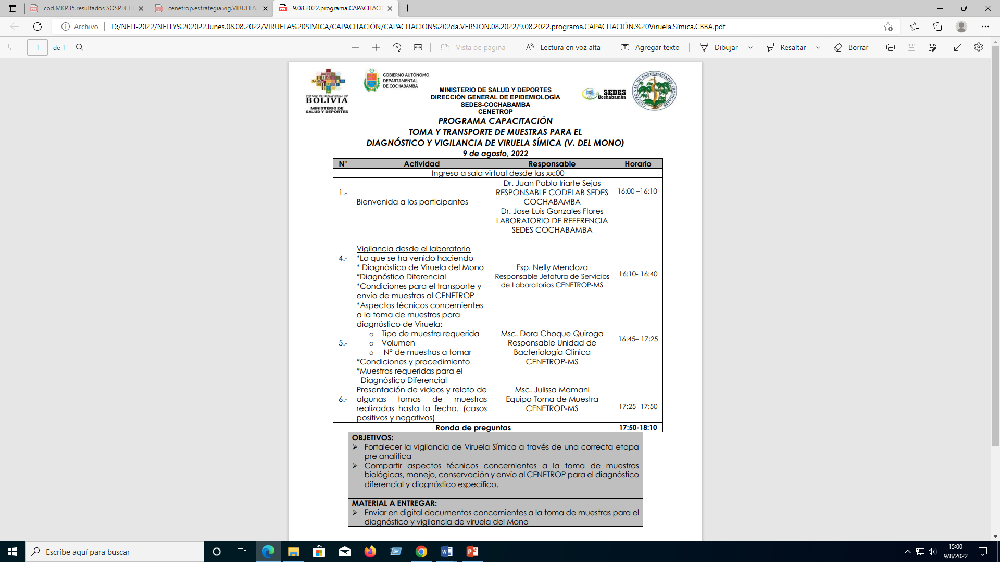 cod.MKP35.resultados SOSPECH
cenetrop.estrategia.vig.VIRUELA.
9.08.2022.programa.CAPACITACI
Archivo
D:/NELI-2022/NELLY%202022.lunes.08.08.2022/VIRUELA%20SIMICA/CAPACITACIÓN/CAPACITACION%202da.VERSION.08.2022/9.08.2022.programa.CAPACITACIÓN.%20Viruela.Símica.CBBA.pdf
1 de 1
Vista de página
Lectura en voz alta
Agregar texto
Dibujar
Resaltar
Borrar
ESTADO PLURINACIONAL DE
BOLIVIA
MINISTERIO DE
SALUD Y DEPORTES
GOBIERNO AUTÓNOMO
DEPARTAMENTAL
DE COCHABAMBA
SEDES
Cochabamba
CENTRO NAL. DE ENFERMEDADES TROPICALES
MINISTERIO DE SALUD Y DEPORTES
DIRECCIÓN GENERAL DE EPIDEMIOLOGÍA
SEDES-COCHABAMBA
CENETROP
PROGRAMA CAPACITACIÓN
TOMA Y TRANSPORTE DE MUESTRAS PARA EL
DIAGNÓSTICO Y VIGILANCIA DE VIRUELA SÍMICA (V. DEL MONO)
9 de agosto, 2022
N° Actividad Responsable Horario
Ingreso a sala virtual desde las xx:00
1.-
Bienvenida a los participantes
Dr. Juan Pablo Iriarte Sejas
RESPONSABLE CODELAB SEDES
COCHABAMBA
Dr. Jose Luis Gonzales Flores
LABORATORIO DE REFERENCIA
SEDES COCHABAMBA
16:00 –16:10
4.-
Vigilancia desde el laboratorio
*Lo que se ha venido haciendo
* Diagnóstico de Viruela del Mono
*Diagnóstico Diferencial
*Condiciones para el transporte y
envío de muestras al CENETROP
Esp. Nelly Mendoza
Responsable Jefatura de Servicios
de Laboratorios CENETROP-MS
16:10- 16:40
5.-
*Aspectos técnicos concernientes
a la toma de muestras para
diagnóstico de Viruela:
o Tipo de muestra requerida
o Volumen
o N° de muestras a tomar
*Condiciones y procedimiento
*Muestras requeridas para el
Diagnóstico Diferencial
Msc. Dora Choque Quiroga
Responsable Unidad de
Bacteriología Clínica
CENETROP-MS
16:45– 17:25
6.-
Presentación de videos y relato de
algunas tomas de muestras
realizadas hasta la fecha. (casos
positivos y negativos)
Msc. Julissa Mamani
Equipo Toma de Muestra
CENETROP-MS
17:25- 17:50
Ronda de preguntas 17:50-18:10
OBJETIVOS:
➢ Fortalecer la vigilancia de Viruela Símica a través de una correcta etapa
pre analítica
➢ Compartir aspectos técnicos concernientes a la toma de muestras
biológicas, manejo, conservación y envío al CENETROP para el diagnóstico
diferencial y diagnóstico específico.
MATERIAL A ENTREGAR:
➢ Enviar en digital documentos concernientes a la toma de muestras para el
diagnóstico y vigilancia de viruela del Mono
Escribe aquí para buscar
15:00
9/8/2022